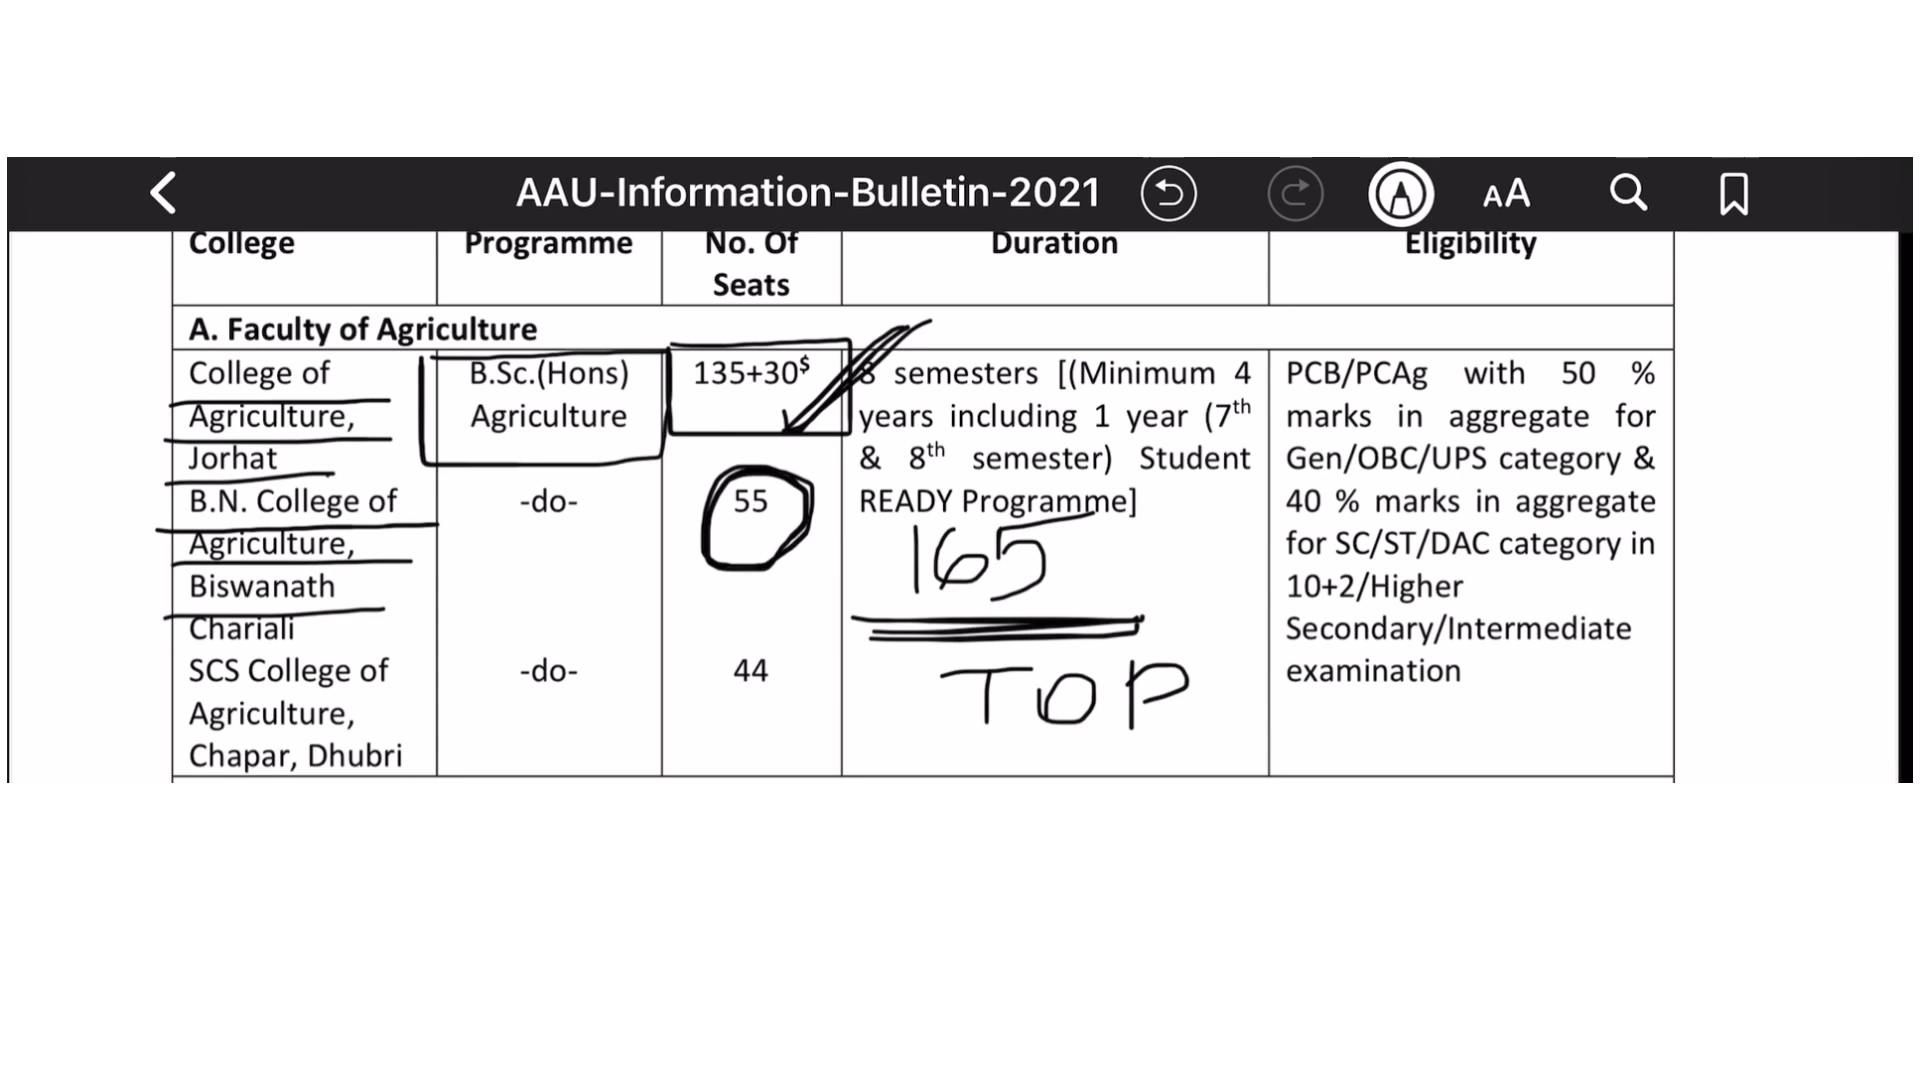 AAU-Information-Bulletin-2021
AA
College Programme No. Of Seats Duration Eligibility
A. Faculty of Agriculture
College of Agriculture, Jorhat
B.Sc.(Hons) Agriculture
135+30$
8 semesters [(Minimum 4
years including 1 year (7th
& 8th semester) Student
READY Programme]
PCB/PCAg with 50 %
marks in aggregate for
Gen/OBC/UPS category &
40 % marks in aggregate
for SC/ST/DAC category in
10+2/Higher
Secondary/Intermediate
examination
B.N. College of
Agriculture,
Biswanath
Chariali
-do-
55
165
SCS College of
Agriculture,
Chapar, Dhubri
-do-
44
TOP